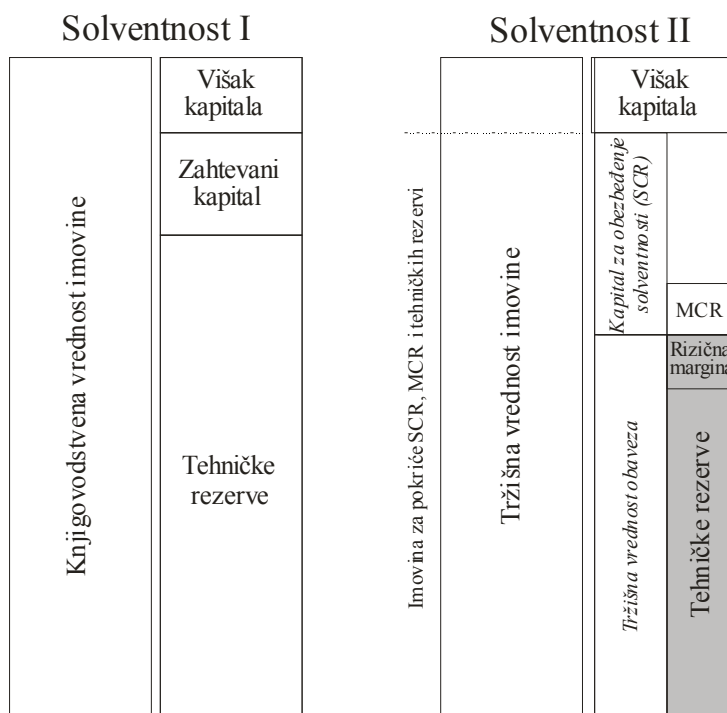 Solventnost I
Knjigovodstvena vrednost imovine
Višak
kapitala
Zahtevani
kapital
Tehničke
rezerve
Solventnost II
Imovina za pokriće SCR, MCR i tehničkih rezervi
Tržišna vrednost imovine
Višak
kapitala
Kapital za obezbeđenje
solventnosti (SCR)
MCR
Rizična
margina
Tržišna vrednost obaveza
Tehničke rezerve